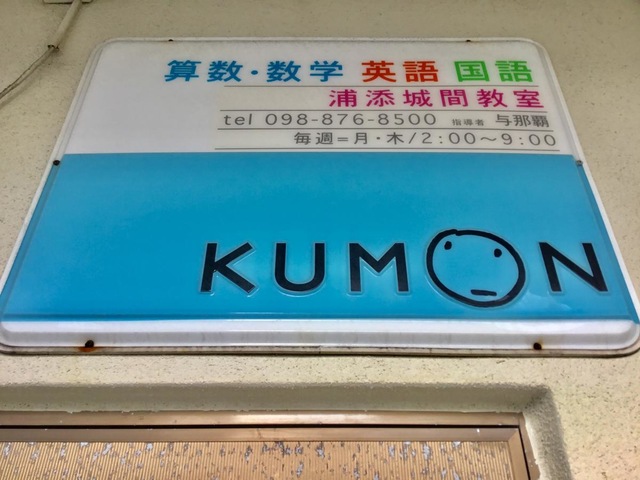 算数・数学 英語 国語
浦添城間教室
tel 098-876-8500 指導者 与那覇
毎週=月・木/2:00〜9:00
KUMON